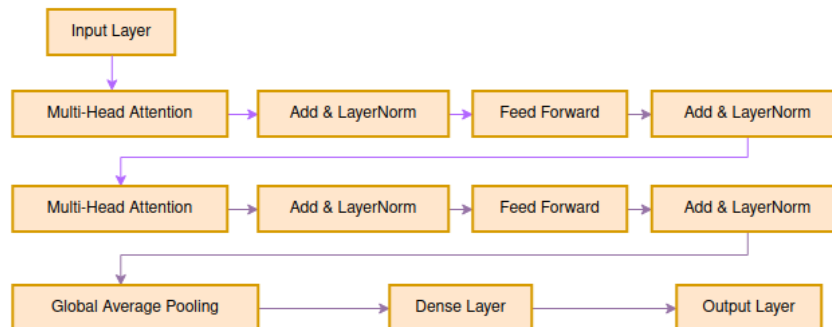 Input Layer
Multi-Head Attention
Add & LayerNorm
Feed Forward
Add & LayerNorm
Multi-Head Attention
Add & LayerNorm
Feed Forward
Add & LayerNorm
Global Average Pooling
Dense Layer
Output Layer